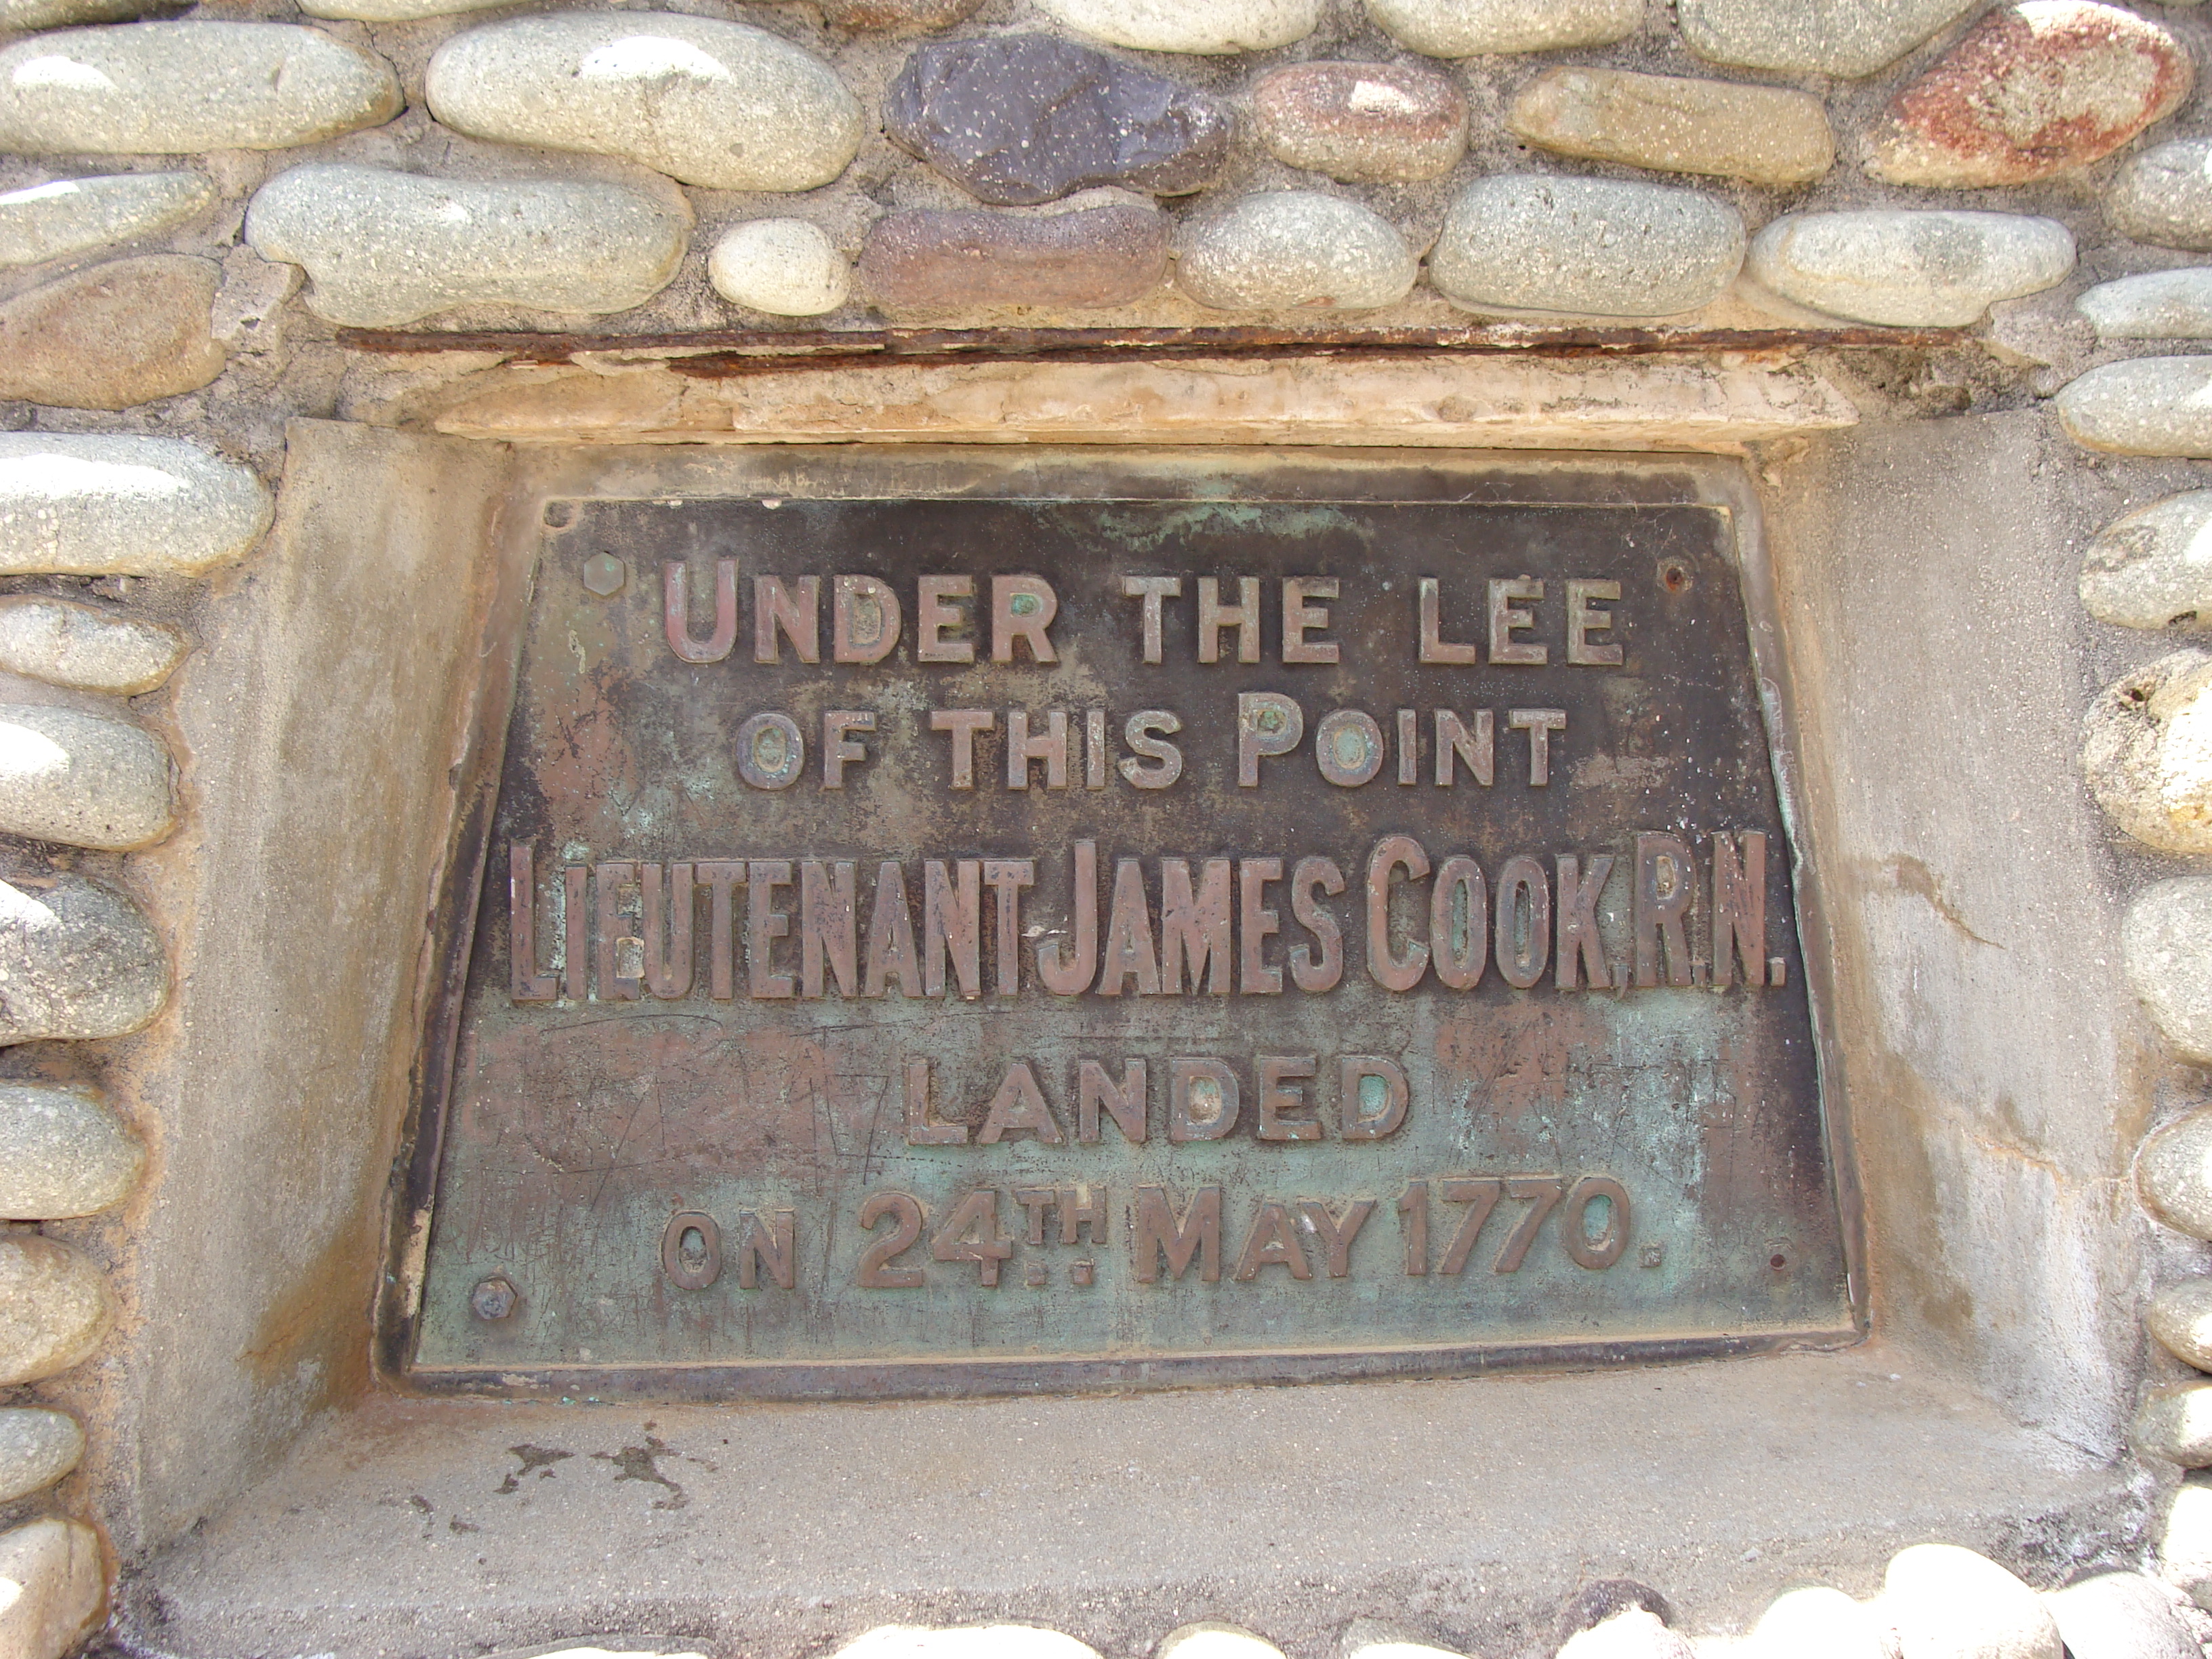 UNDER THE LEE
OF THIS POINT
LIEUTENANT JAMES COOK, R.N.
LANDED
ON 24TH MAY 1770.